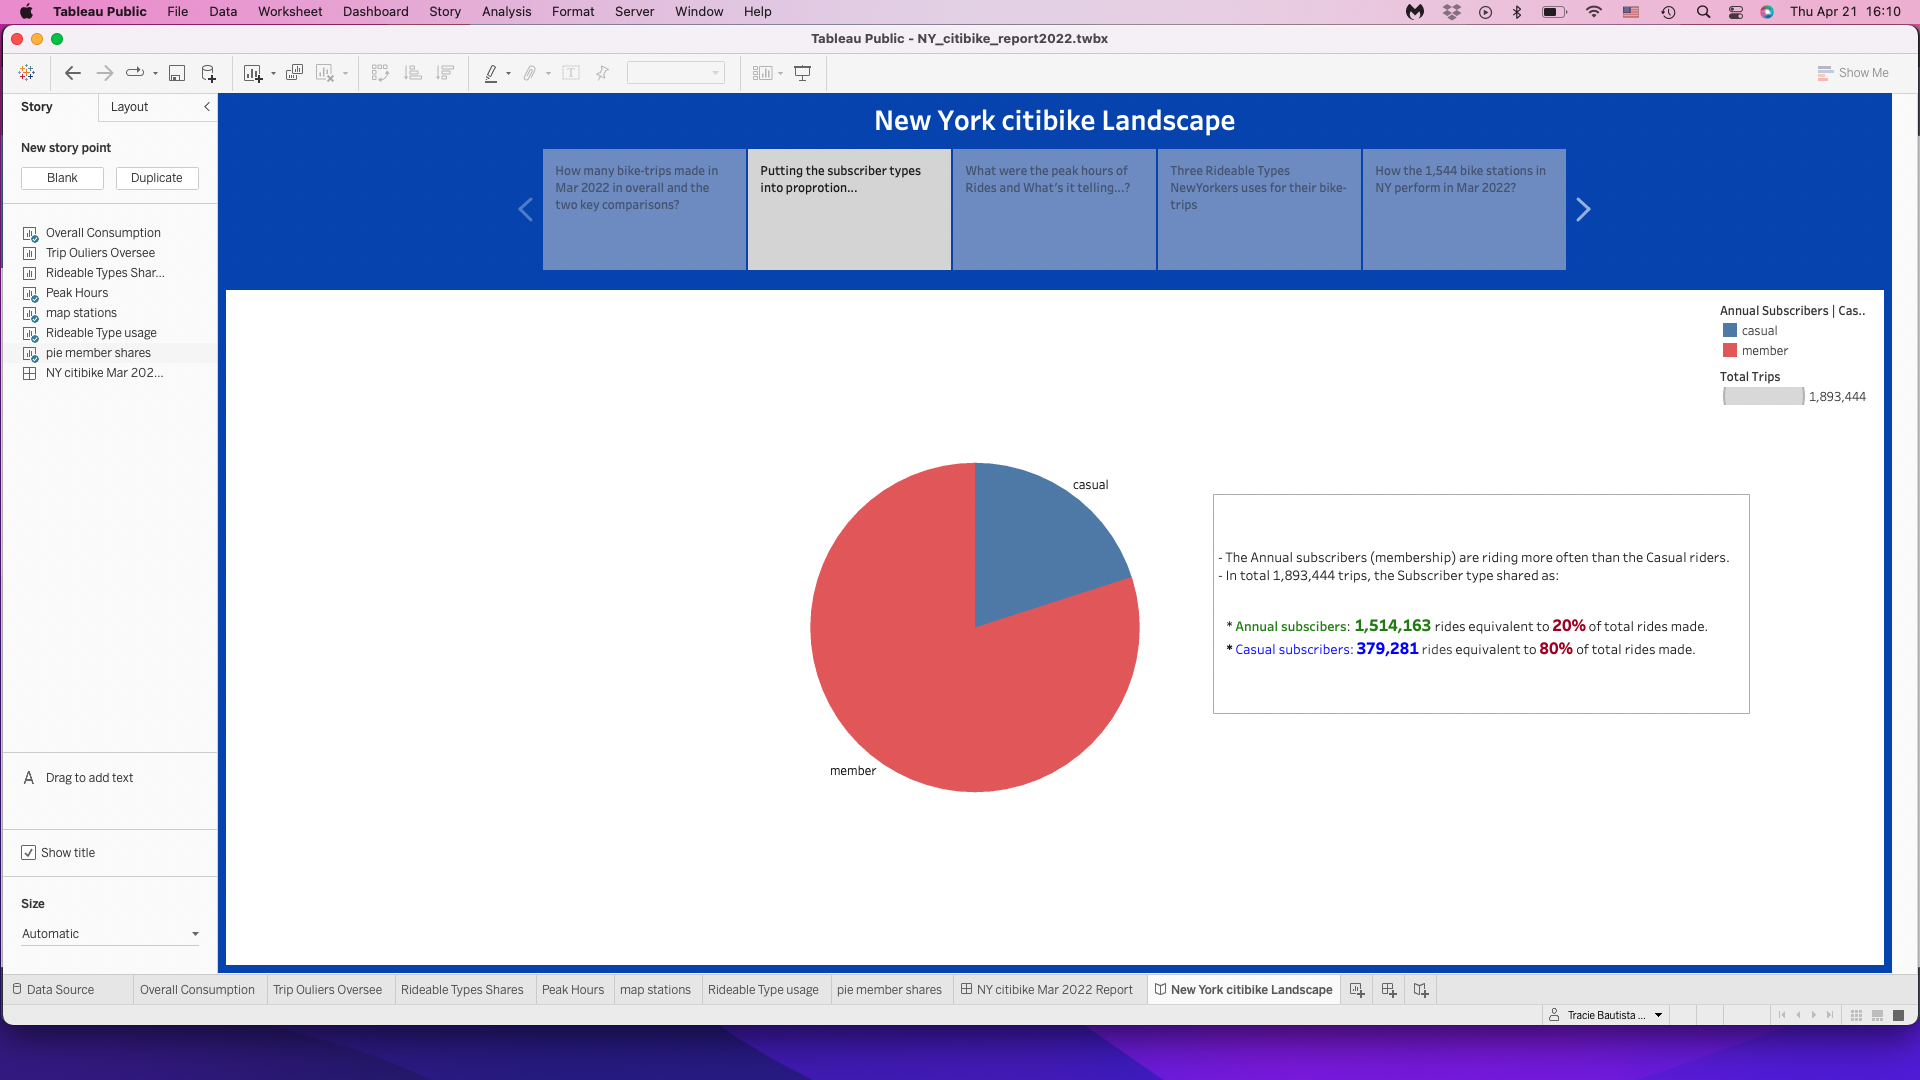 Tableau Public File Data Worksheet Dashboard Story Analysis Format Server Window Help Thu Apr 21 16:10
Tableau Public - NY_citibike_report2022.twbx
Show Me
Story Layout
New story point
Blank Duplicate
Overall Consumption
Trip Ouliers Oversee
Rideable Types Shar...
Peak Hours
map stations
Rideable Type usage
pie member shares
NY citibike Mar 202...
Drag to add text
Show title
Size
Automatic
New York citibike Landscape
How many bike-trips made in
Mar 2022 in overall and the
two key comparisons?
Putting the subscriber types
into proprotion...
What were the peak hours of
Rides and What's it telling...?
Three Rideable Types
NewYorkers uses for their bike-
trips
How the 1,544 bike stations in
NY perform in Mar 2022?
Annual Subscribers | Cas..
casual
member
Total Trips
1,893,444
casual
member
- The Annual subscribers (membership) are riding more often than the Casual riders.
- In total 1,893,444 trips, the Subscriber type shared as:
* Annual subscibers: 1,514,163 rides equivalent to 20% of total rides made.
* Casual subscribers: 379,281 rides equivalent to 80% of total rides made.
Data Source Overall Consumption Trip Ouliers Oversee Rideable Types Shares Peak Hours map stations Rideable Type usage pie member shares NY citibike Mar 2022 Report New York citibike Landscape
Tracie Bautista ...